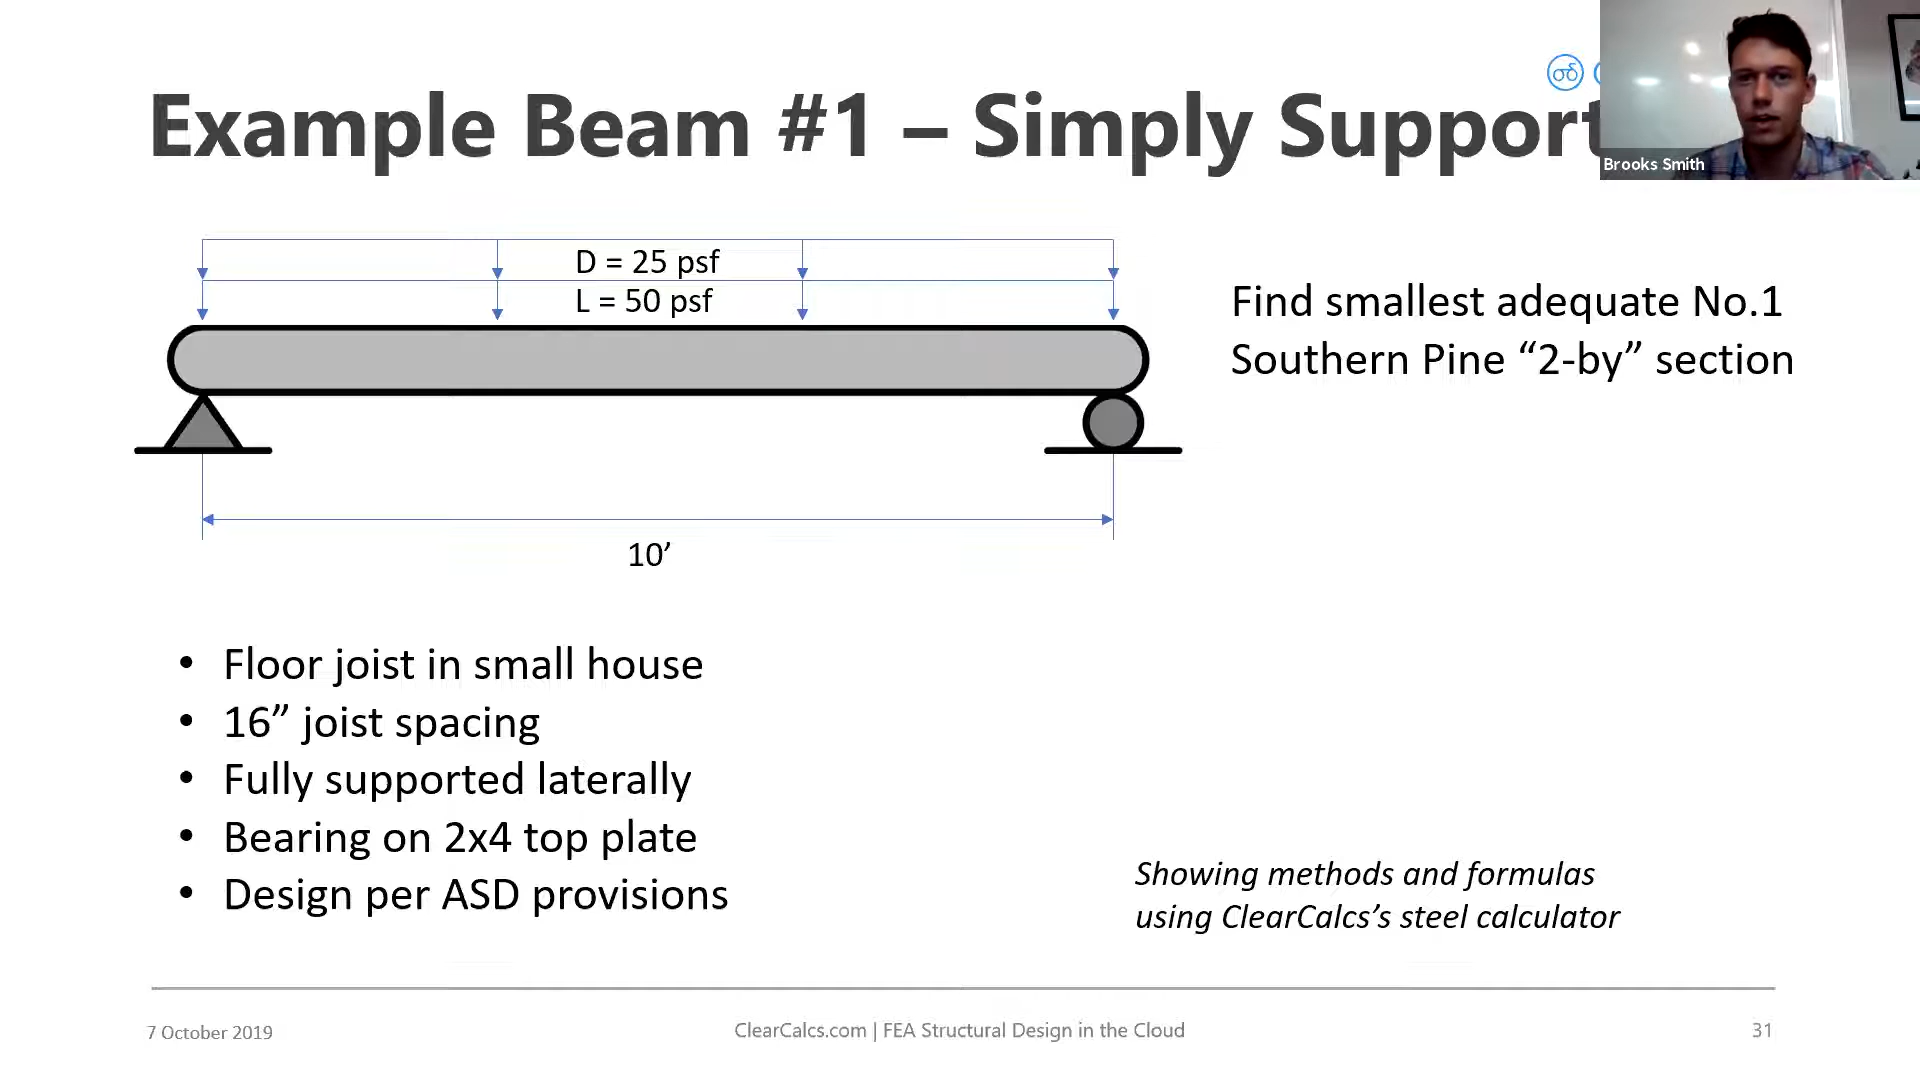 Example Beam #1 – Simply Support
Brooks Smith
D = 25 psf
L = 50 psf
10’
Find smallest adequate No.1
Southern Pine “2-by” section
• Floor joist in small house
• 16” joist spacing
• Fully supported laterally
• Bearing on 2x4 top plate
• Design per ASD provisions
Showing methods and formulas
using ClearCalcs’s steel calculator
7 October 2019
ClearCalcs.com | FEA Structural Design in the Cloud
31